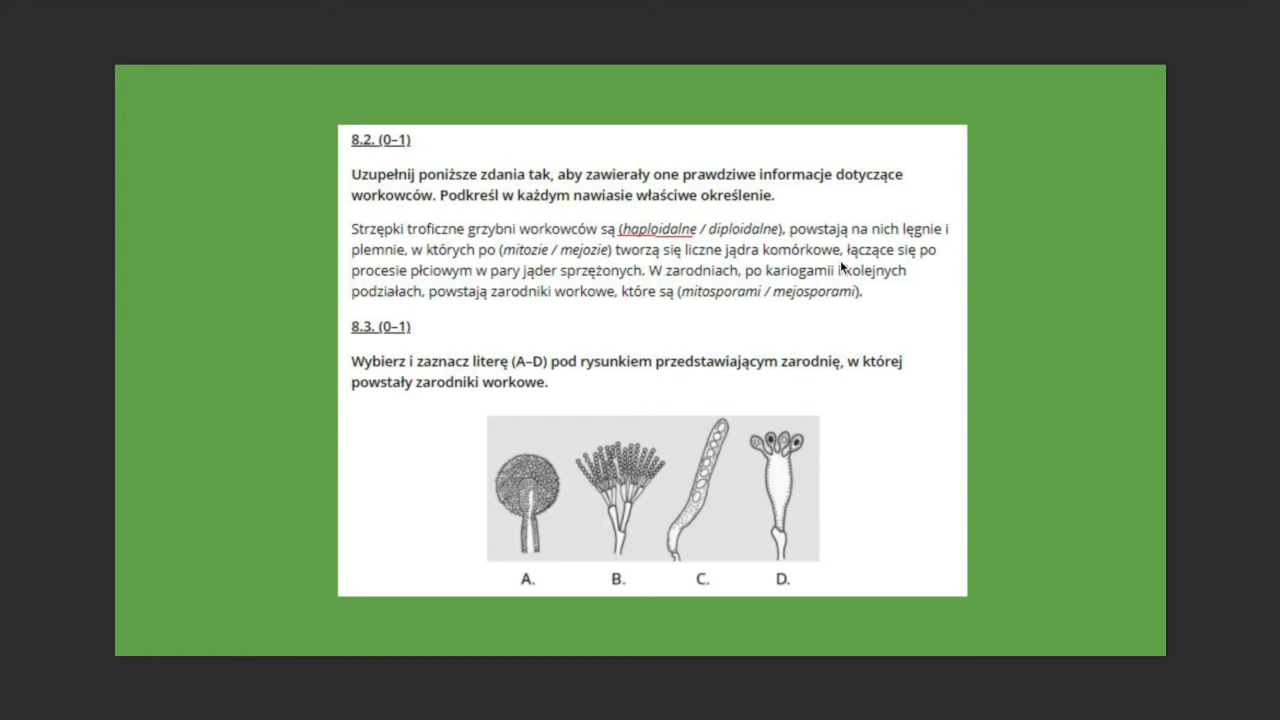 8.2. (0–1)
Uzupełnij poniższe zdania tak, aby zawierały one prawdziwe informacje dotyczące
workowców. Podkreśl w każdym nawiasie właściwe określenie.
Strzępki troficzne grzybni workowców są (haploidalne / diploidalne), powstają na nich lęgnie i
plemnie, w których po (mitozie / mejozie) tworzą się liczne jądra komórkowe, łączące się po
procesie płciowym w pary jąder sprzężonych. W zarodniach, po kariogamii i kolejnych
podziałach, powstają zarodniki workowe, które są (mitosporami / mejosporami).
8.3. (0–1)
Wybierz i zaznacz literę (A–D) pod rysunkiem przedstawiającym zarodnię, w której
powstały zarodniki workowe.
A. B. C. D.